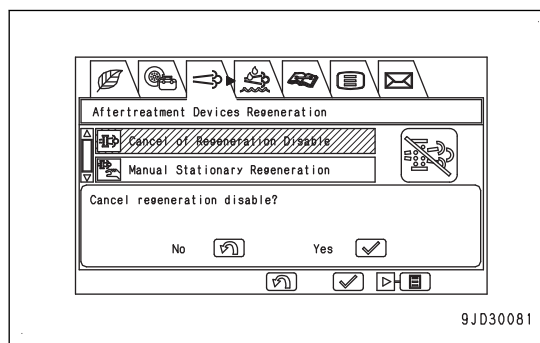 Aftertreatment Devices Regeneration
Cancel of Regeneration Disable
Manual Stationary Regeneration
Cancel regeneration disable?
No Yes
9JD30081